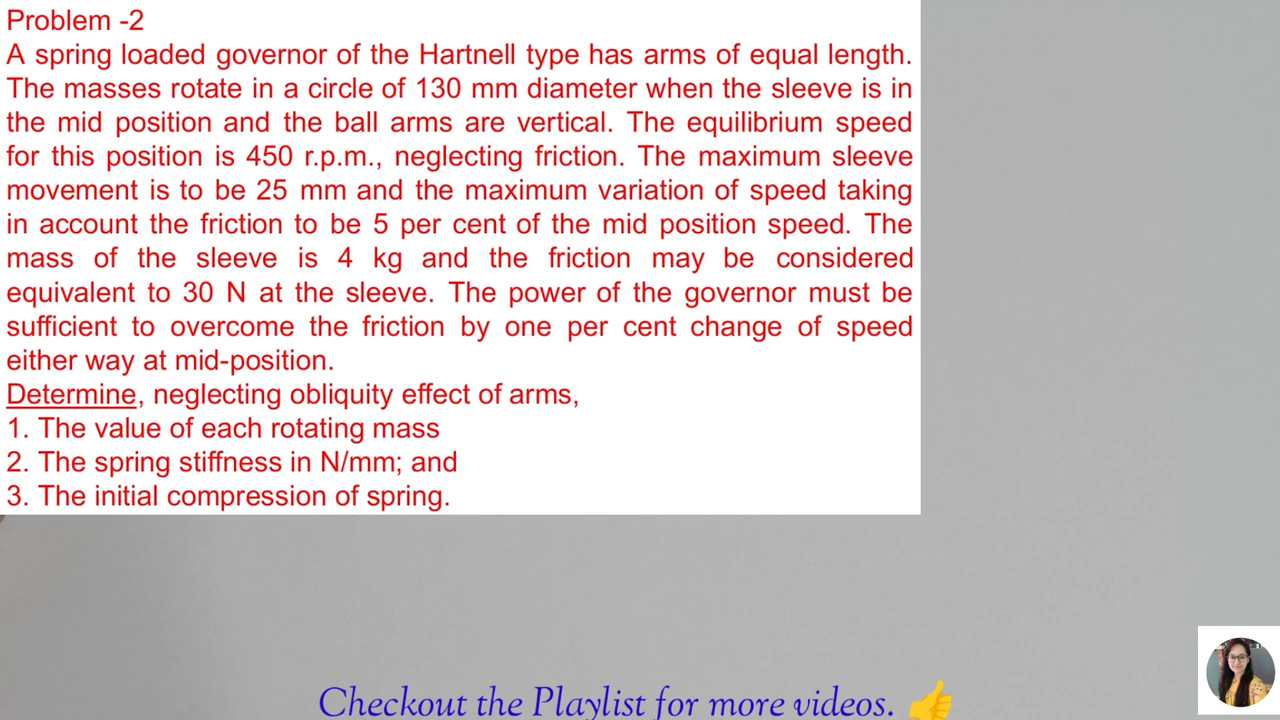 Problem -2
A spring loaded governor of the Hartnell type has arms of equal length.
The masses rotate in a circle of 130 mm diameter when the sleeve is in
the mid position and the ball arms are vertical. The equilibrium speed
for this position is 450 r.p.m., neglecting friction. The maximum sleeve
movement is to be 25 mm and the maximum variation of speed taking
in account the friction to be 5 per cent of the mid position speed. The
mass of the sleeve is 4 kg and the friction may be considered
equivalent to 30 N at the sleeve. The power of the governor must be
sufficient to overcome the friction by one per cent change of speed
either way at mid-position.
Determine, neglecting obliquity effect of arms,
1. The value of each rotating mass
2. The spring stiffness in N/mm; and
3. The initial compression of spring.
Checkout the Playlist for more videos. 👍